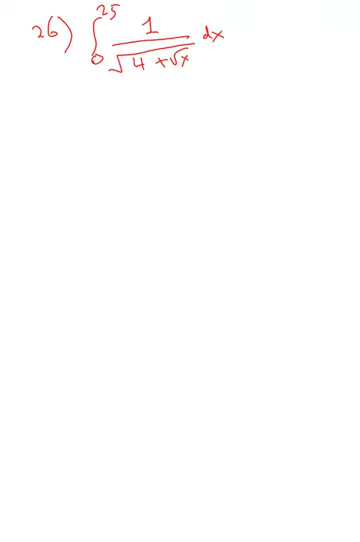 26) ∫₀²⁵ 1/√(4+√x) dx